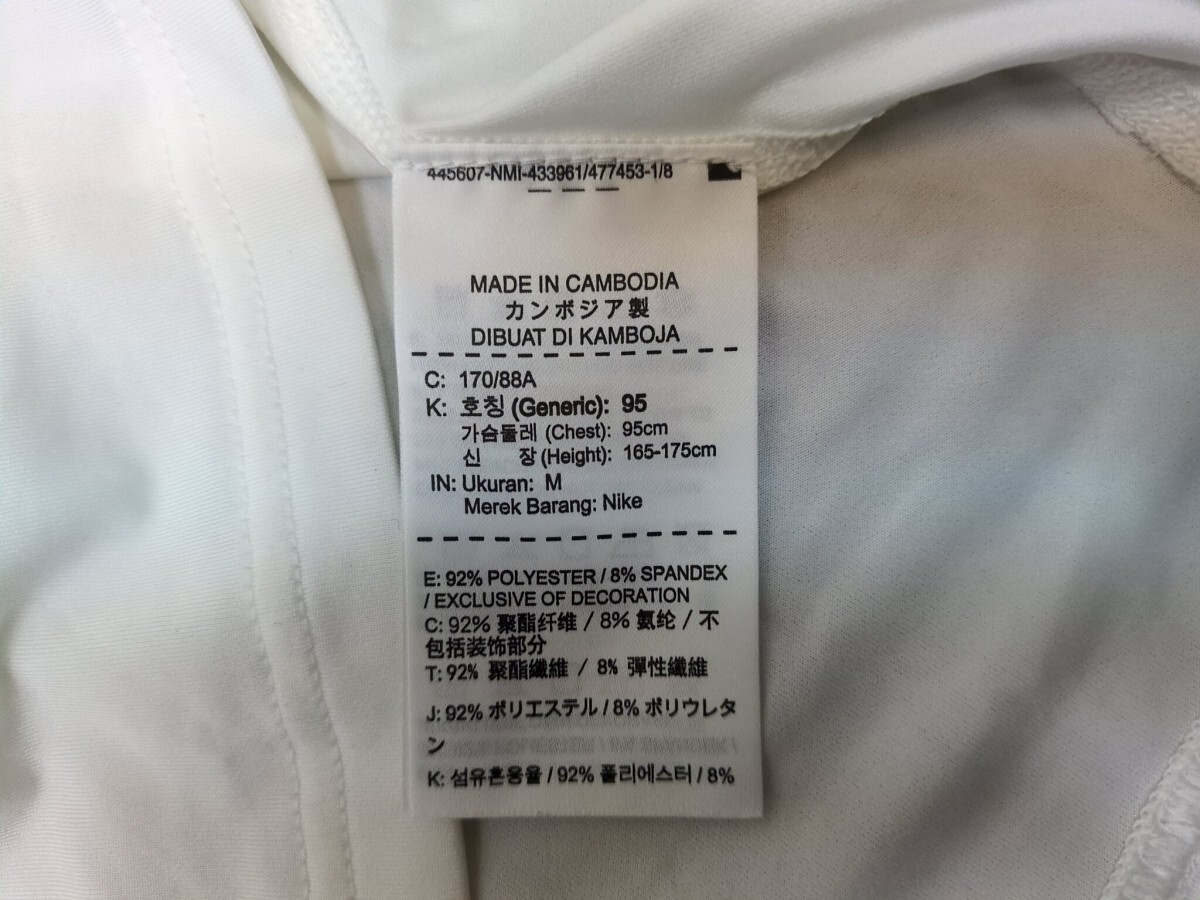 445607-NMI-433961/477453-1/8
MADE IN CAMBODIA
カンボジア製
DIBUAT DI KAMBOJA
C: 170/88A
K: 호칭 (Generic): 95
가슴둘레 (Chest): 95cm
신 장 (Height): 165-175cm
IN: Ukuran: M
Merek Barang: Nike
E: 92% POLYESTER / 8% SPANDEX
/ EXCLUSIVE OF DECORATION
C: 92% 聚酯纤维 / 8% 氨纶 / 不
包括装饰部分
T: 92% 聚酯纖維 / 8% 彈性纖維
J: 92% ポリエステル / 8% ポリウレタ
ン
K: 섬유혼용율 / 92% 폴리에스터 / 8%